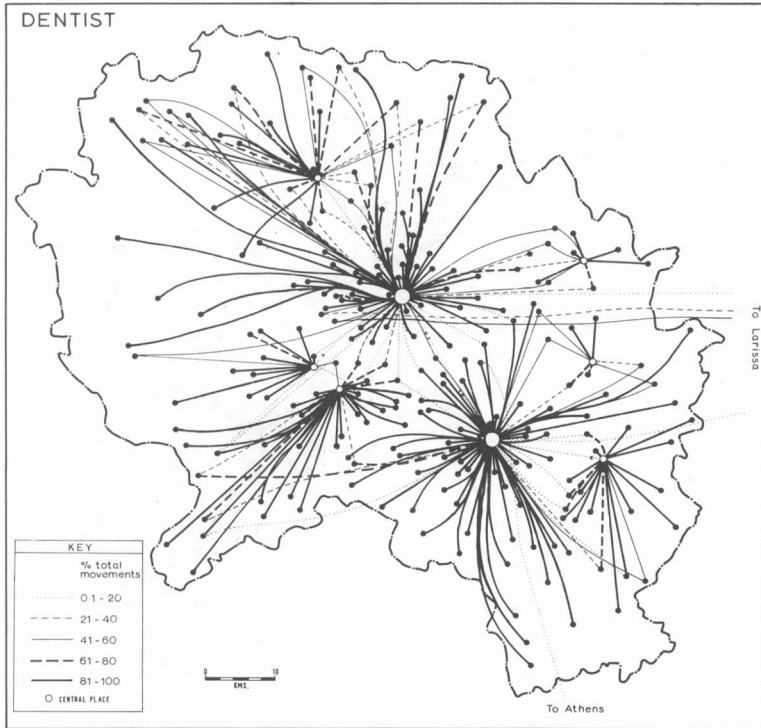 DENTIST
To Larissa
KEY
% total
movements
0·1 - 20
21 - 40
41 - 60
61 - 80
81 - 100
CENTRAL PLACE
0 10
KMS.
To Athens